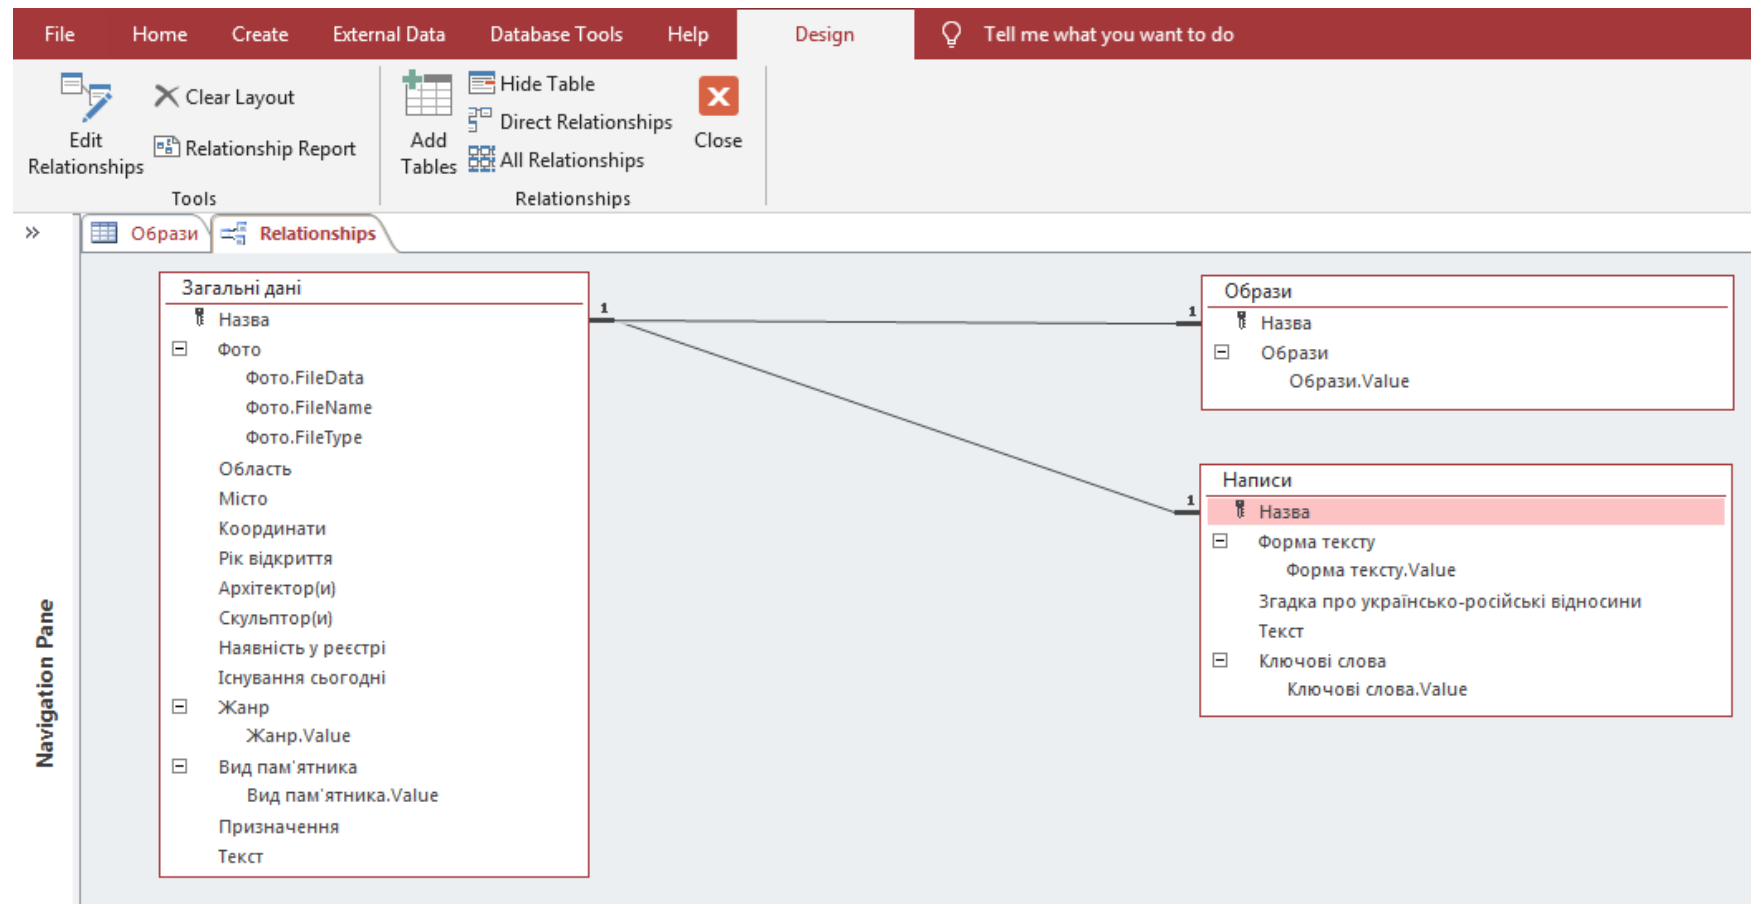 File Home Create External Data Database Tools Help Design Tell me what you want to do
Edit Relationships
Clear Layout
Relationship Report
Tools
Add Tables
Hide Table
Direct Relationships
All Relationships
Close
Relationships
»
Образи
Relationships
Navigation Pane
Загальні дані
Назва
Фото
Фото.FileData
Фото.FileName
Фото.FileType
Область
Місто
Координати
Рік відкриття
Архітектор(и)
Скульптор(и)
Наявність у реєстрі
Існування сьогодні
Жанр
Жанр.Value
Вид пам'ятника
Вид пам'ятника.Value
Призначення
Текст
1
1
1
Образи
Назва
Образи
Образи.Value
Написи
Назва
Форма тексту
Форма тексту.Value
Згадка про українсько-російські відносини
Текст
Ключові слова
Ключові слова.Value